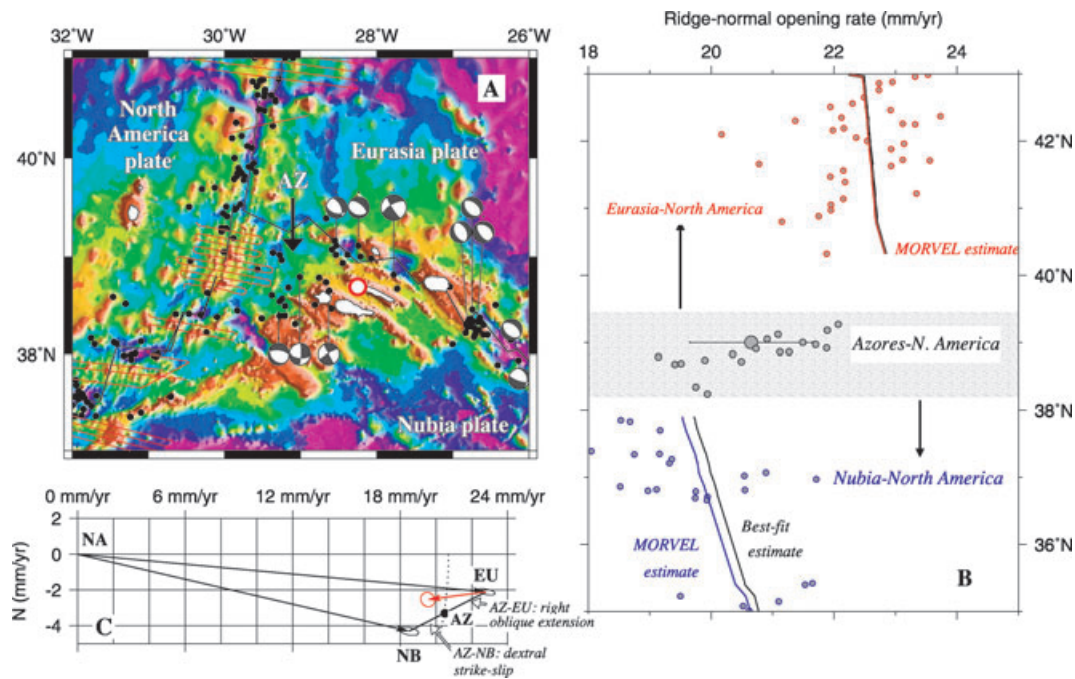 32°W 30°W 28°W 26°W
A
North
America
plate
Eurasia plate
40°N
AZ
38°N
Nubia plate
Ridge-normal opening rate (mm/yr)
18 20 22 24
42°N
Eurasia-North America
MORVEL estimate
40°N
Azores-N. America
38°N
Nubia-North America
MORVEL
estimate
Best-fit
estimate
36°N
B
0 mm/yr 6 mm/yr 12 mm/yr 18 mm/yr 24 mm/yr
N (mm/yr)
2
0
-2
-4
NA
EU
AZ
AZ-EU: right
oblique extension
C
NB
AZ-NB: dextral
strike-slip